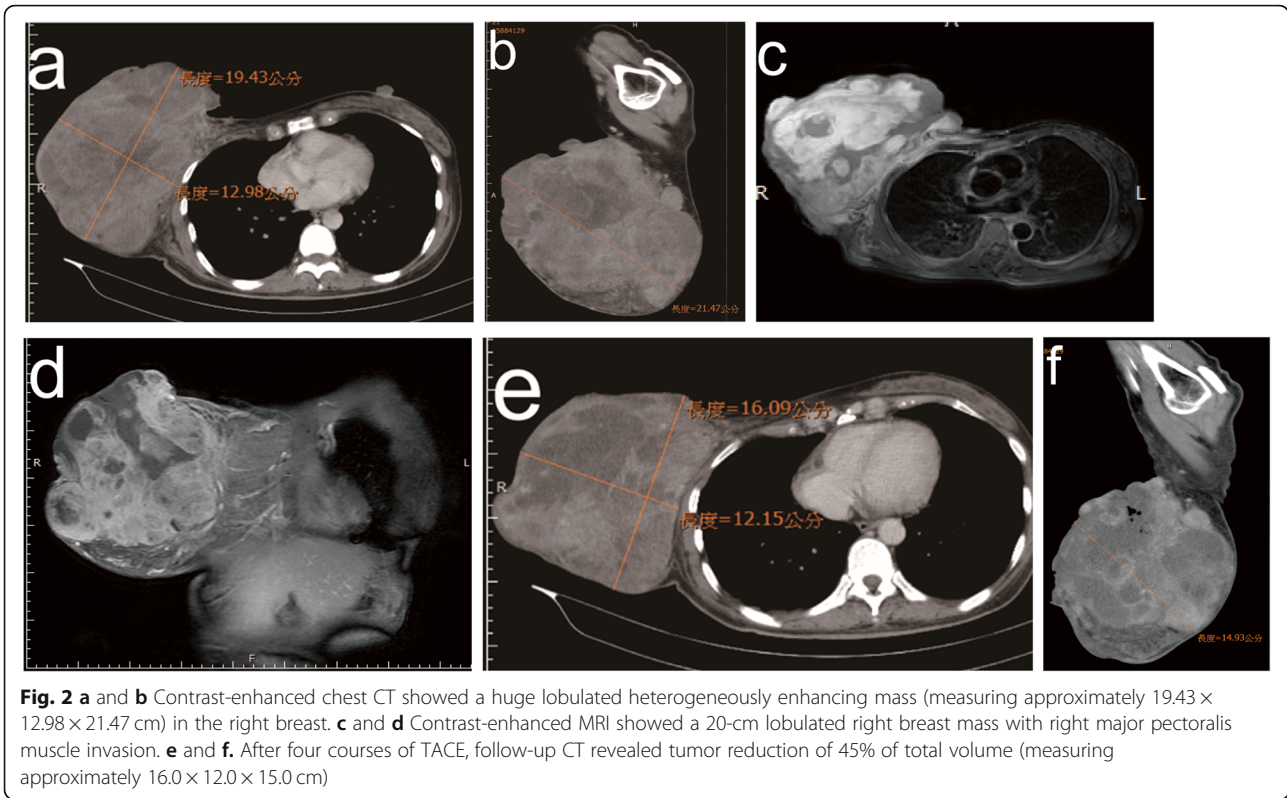 a
長度=19.43公分
長度=12.98公分
R
b
5884129
H
A
長度=21.47公分
c
R
L
d
R
L
F
e
長度=16.09公分
長度=12.15公分
R
f
H
長度=14.93公分
Fig. 2 a and b Contrast-enhanced chest CT showed a huge lobulated heterogeneously enhancing mass (measuring approximately 19.43 ×
12.98 × 21.47 cm) in the right breast. c and d Contrast-enhanced MRI showed a 20-cm lobulated right breast mass with right major pectoralis
muscle invasion. e and f. After four courses of TACE, follow-up CT revealed tumor reduction of 45% of total volume (measuring
approximately 16.0 × 12.0 × 15.0 cm)